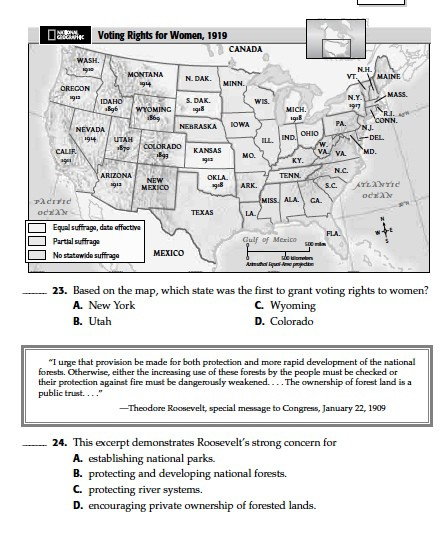 NATIONAL GEOGRAPHIC
Voting Rights for Women, 1919
CANADA
WASH.
1910
MONTANA
1914
N. DAK.
MINN.
N.H.
VT.
MAINE
OREGON
1912
IDAHO
1896
WYOMING
1869
S. DAK.
1918
WIS.
MICH.
1918
N.Y.
1917
MASS.
R.I.
CONN.
NEVADA
1914
UTAH
1870
COLORADO
1893
NEBRASKA
IOWA
ILL.
IND.
OHIO
PA.
N.J.
DEL.
MD.
CALIF.
1911
KANSAS
1912
MO.
KY.
W.
VA.
VA.
ARIZONA
1912
NEW
MEXICO
OKLA.
1918
ARK.
TENN.
N.C.
S.C.
ATLANTIC
OCEAN
PACIFIC
OCEAN
TEXAS
LA.
MISS.
ALA.
GA.
FLA.
N
W E
S
Equal suffrage, date effective
Partial suffrage
No statewide suffrage
MEXICO
Gulf of Mexico
0 500 miles
0 500 kilometers
Azimuthal Equal-Area projection
23. Based on the map, which state was the first to grant voting rights to women?
A. New York C. Wyoming
B. Utah D. Colorado
“I urge that provision be made for both protection and more rapid development of the national
forests. Otherwise, either the increasing use of these forests by the people must be checked or
their protection against fire must be dangerously weakened. . . . The ownership of forest land is a
public trust. . . .”
—Theodore Roosevelt, special message to Congress, January 22, 1909
24. This excerpt demonstrates Roosevelt’s strong concern for
A. establishing national parks.
B. protecting and developing national forests.
C. protecting river systems.
D. encouraging private ownership of forested lands.